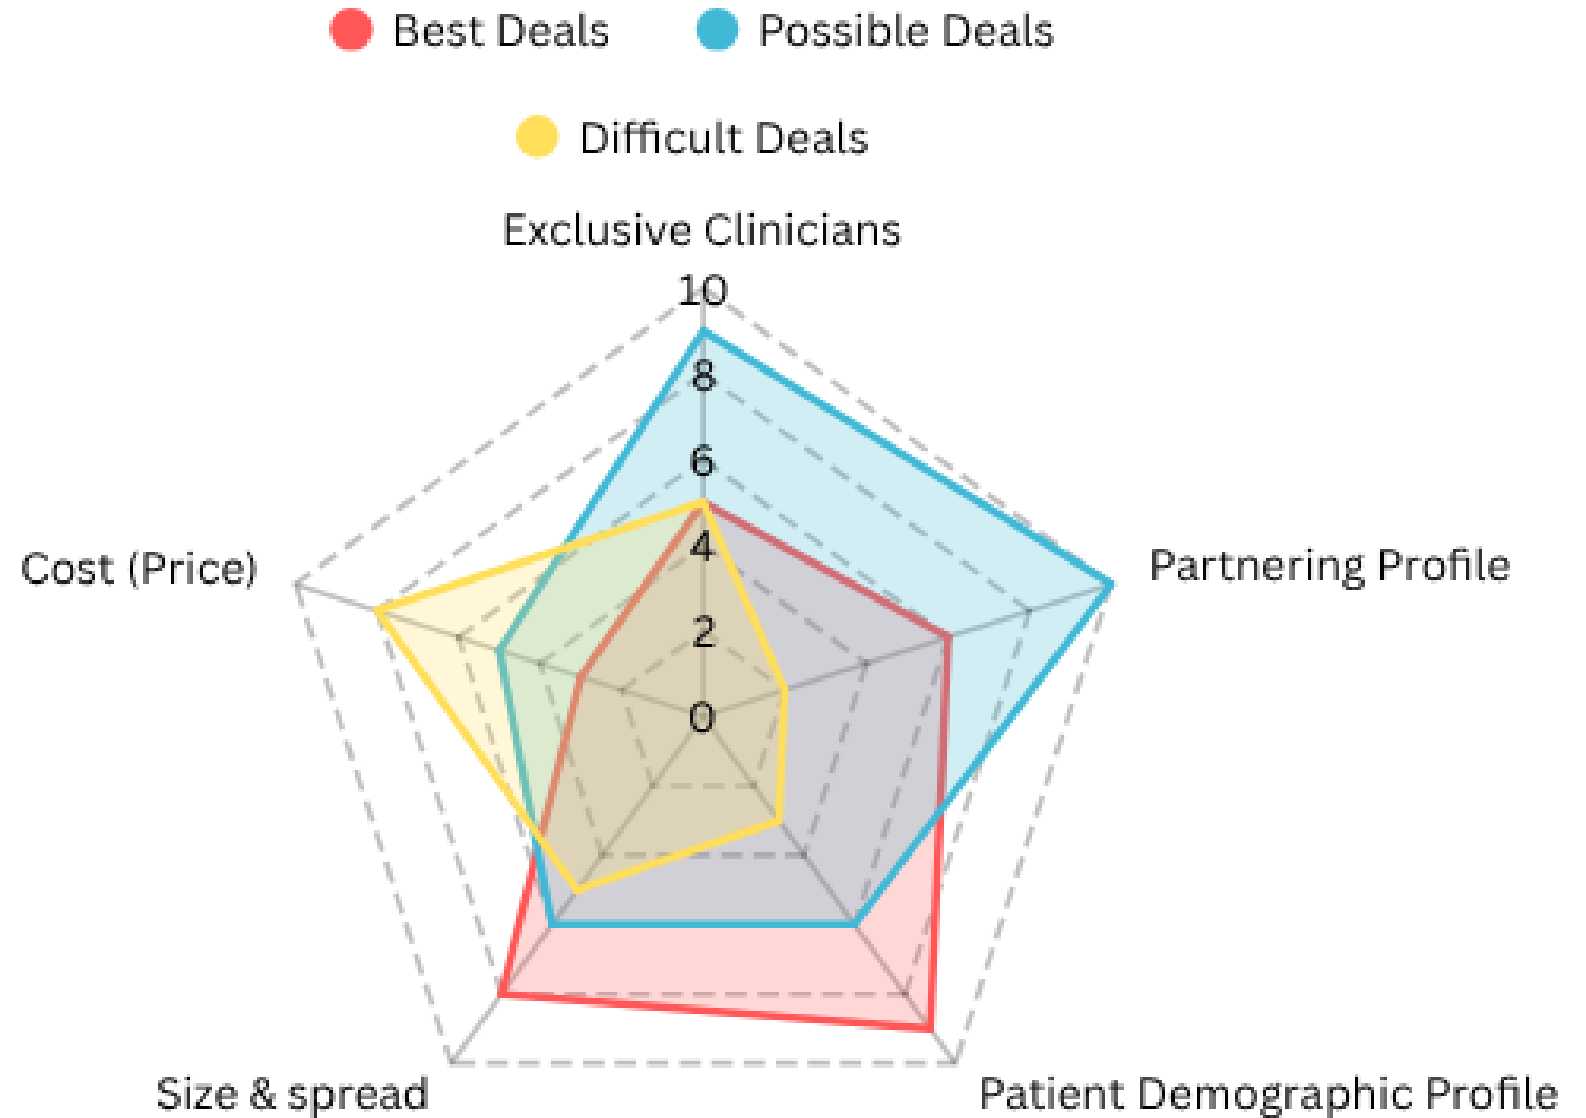 Best Deals Possible Deals
Difficult Deals
Exclusive Clinicians
10
8
6
4
2
0
Cost (Price)
Partnering Profile
Size & spread
Patient Demographic Profile